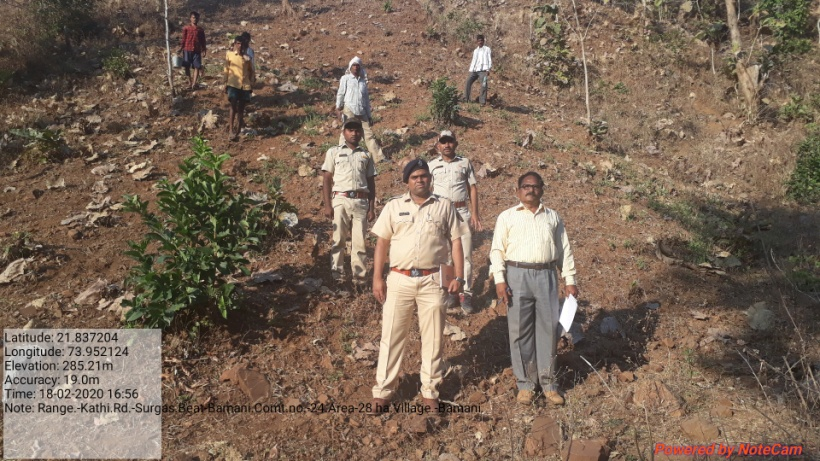 Latitude: 21.837204
Longitude: 73.952124
Elevation: 285.21m
Accuracy: 19.0m
Time: 18-02-2020 16:56
Note: Range.-Kathi.Rd.-Surgas.Beat-Bamani.Comt.no.-24.Area-28.ha.Village.-Bamani.
Powered by NoteCam